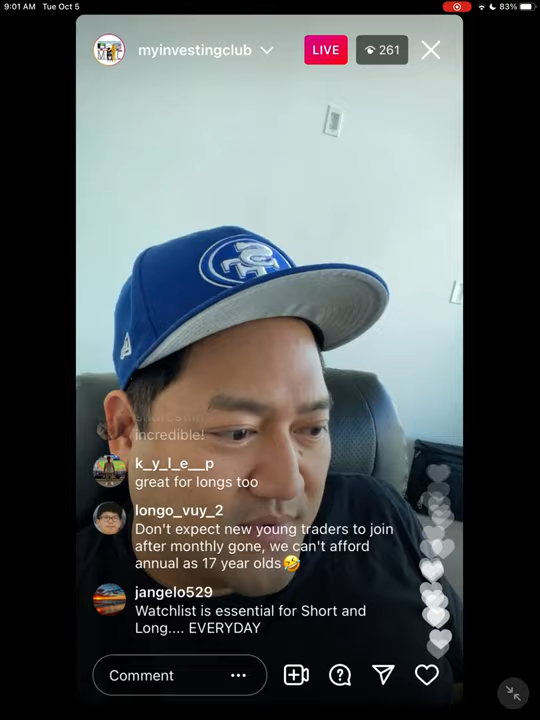 9:01 AM Tue Oct 5
83%
myinvestingclub
LIVE
261
SF
incredible!
k_y_l_e__p
great for longs too
longo_vuy_2
Don't expect new young traders to join
after monthly gone, we can't afford
annual as 17 year olds🤣
jangelo529
Watchlist is essential for Short and
Long.... EVERYDAY
Comment